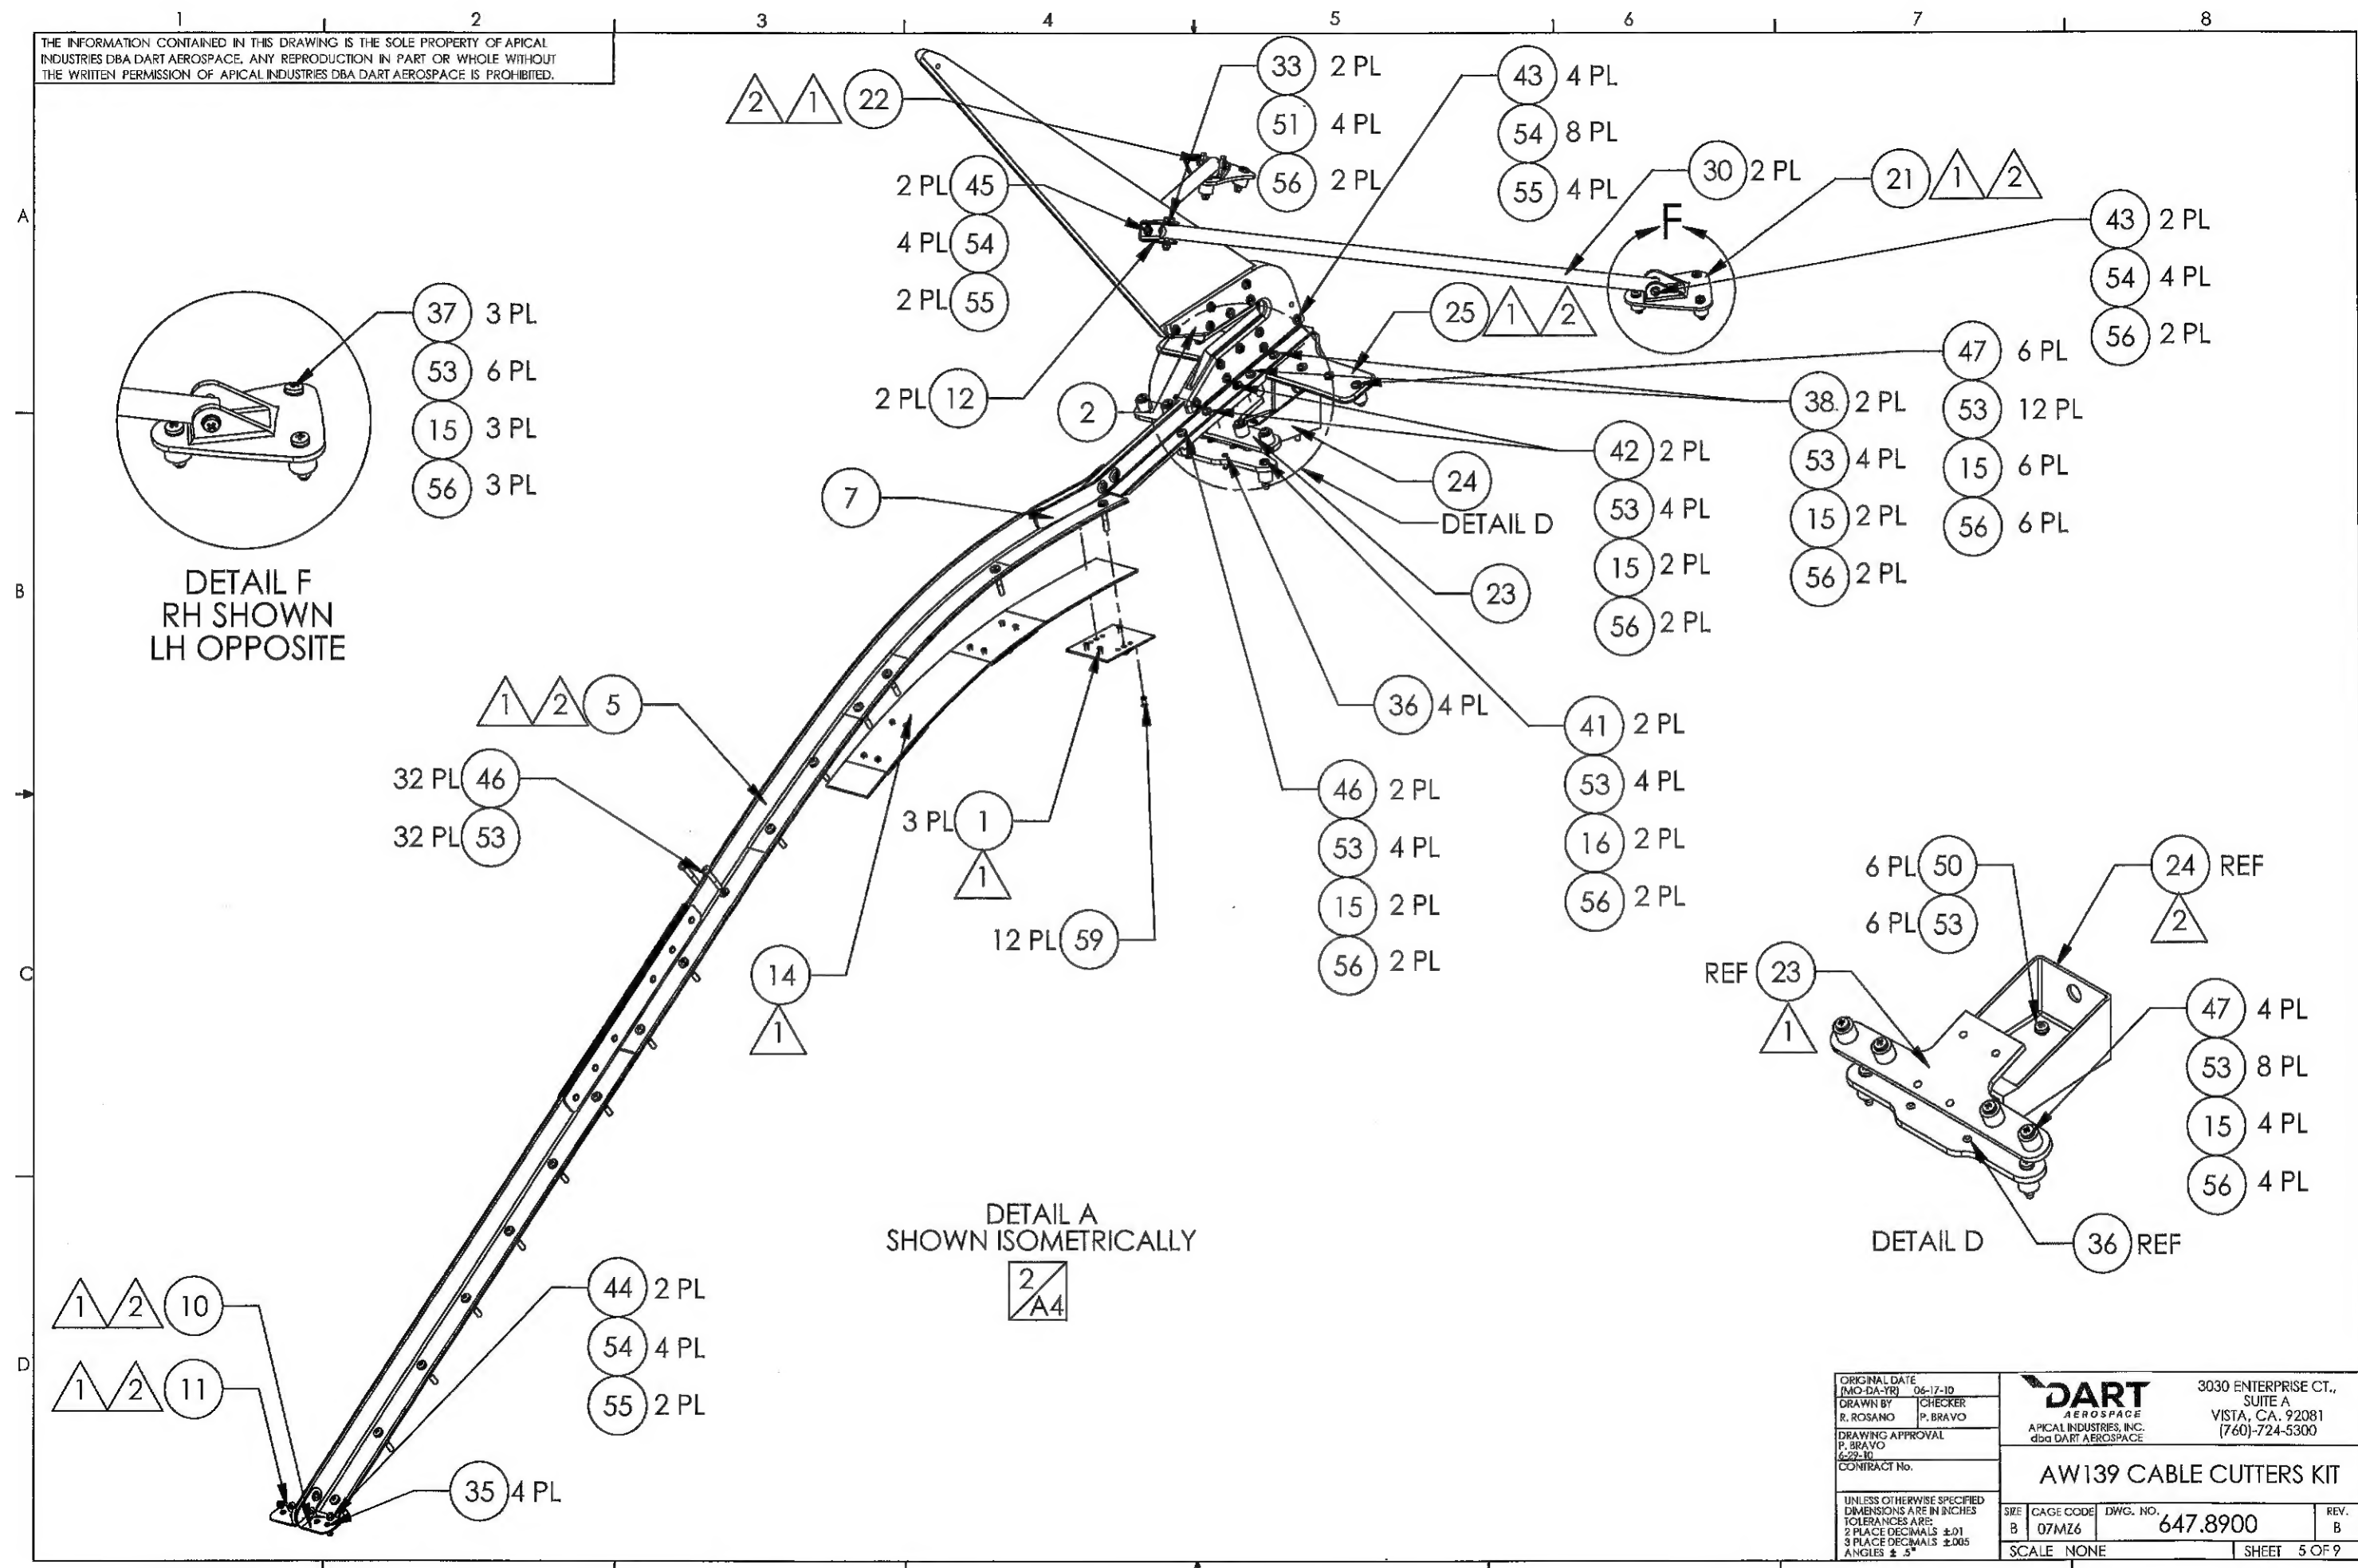 1 2 3 4 5 6 7 8
THE INFORMATION CONTAINED IN THIS DRAWING IS THE SOLE PROPERTY OF APICAL
INDUSTRIES DBA DART AEROSPACE. ANY REPRODUCTION IN PART OR WHOLE WITHOUT
THE WRITTEN PERMISSION OF APICAL INDUSTRIES DBA DART AEROSPACE IS PROHIBITED.
A
B
C
D
2 1 22
33 2 PL
51 4 PL
56 2 PL
43 4 PL
54 8 PL
55 4 PL
2 PL 45
4 PL 54
2 PL 55
30 2 PL
21 1 2
F
43 2 PL
54 4 PL
56 2 PL
25 1 2
37 3 PL
53 6 PL
15 3 PL
56 3 PL
DETAIL F
RH SHOWN
LH OPPOSITE
2 PL 12
2
7
24
DETAIL D
23
47 6 PL
53 12 PL
15 6 PL
56 6 PL
38. 2 PL
53 4 PL
15 2 PL
56 2 PL
42 2 PL
53 4 PL
15 2 PL
56 2 PL
1 2 5
36 4 PL
41 2 PL
53 4 PL
16 2 PL
56 2 PL
32 PL 46
32 PL 53
3 PL 1
1
46 2 PL
53 4 PL
15 2 PL
56 2 PL
12 PL 59
14
1
6 PL 50
6 PL 53
24 REF
2
REF 23
1
47 4 PL
53 8 PL
15 4 PL
56 4 PL
DETAIL D
36 REF
DETAIL A
SHOWN ISOMETRICALLY
2
A4
1 2 10
1 2 11
44 2 PL
54 4 PL
55 2 PL
35 4 PL
ORIGINAL DATE
(MO-DA-YR) 06-17-10
DRAWN BY
R. ROSANO
CHECKER
P. BRAVO
DRAWING APPROVAL
P. BRAVO
6-29-10
CONTRACT No.
UNLESS OTHERWISE SPECIFIED
DIMENSIONS ARE IN INCHES
TOLERANCES ARE:
2 PLACE DECIMALS ±.01
3 PLACE DECIMALS ±.005
ANGLES ± .5°
DART
AEROSPACE
APICAL INDUSTRIES, INC.
dba DART AEROSPACE
3030 ENTERPRISE CT.,
SUITE A
VISTA, CA. 92081
(760)-724-5300
AW139 CABLE CUTTERS KIT
SIZE
B
CAGE CODE
07MZ6
DWG. NO.
647.8900
REV.
B
SCALE NONE
SHEET 5 OF 9